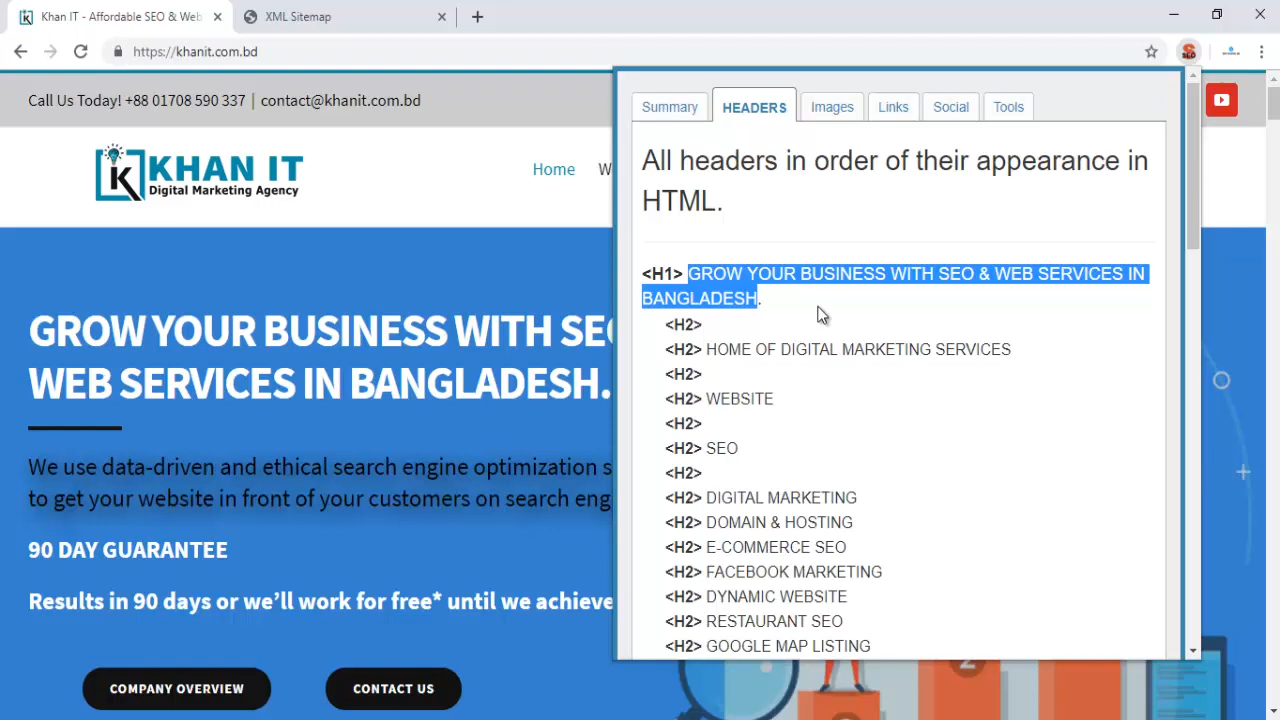 Khan IT - Affordable SEO & Web
XML Sitemap
https://khanit.com.bd
SEO
Call Us Today! +88 01708 590 337 | contact@khanit.com.bd
K
KHAN IT
Digital Marketing Agency
Home W
GROW YOUR BUSINESS WITH SEO
WEB SERVICES IN BANGLADESH.
We use data-driven and ethical search engine optimization s
to get your website in front of your customers on search eng
90 DAY GUARANTEE
Results in 90 days or we'll work for free* until we achieve
COMPANY OVERVIEW
CONTACT US
Summary
HEADERS
Images
Links
Social
Tools
All headers in order of their appearance in
HTML.
<H1> GROW YOUR BUSINESS WITH SEO & WEB SERVICES IN
BANGLADESH.
<H2>
<H2> HOME OF DIGITAL MARKETING SERVICES
<H2>
<H2> WEBSITE
<H2>
<H2> SEO
<H2>
<H2> DIGITAL MARKETING
<H2> DOMAIN & HOSTING
<H2> E-COMMERCE SEO
<H2> FACEBOOK MARKETING
<H2> DYNAMIC WEBSITE
<H2> RESTAURANT SEO
<H2> GOOGLE MAP LISTING
2